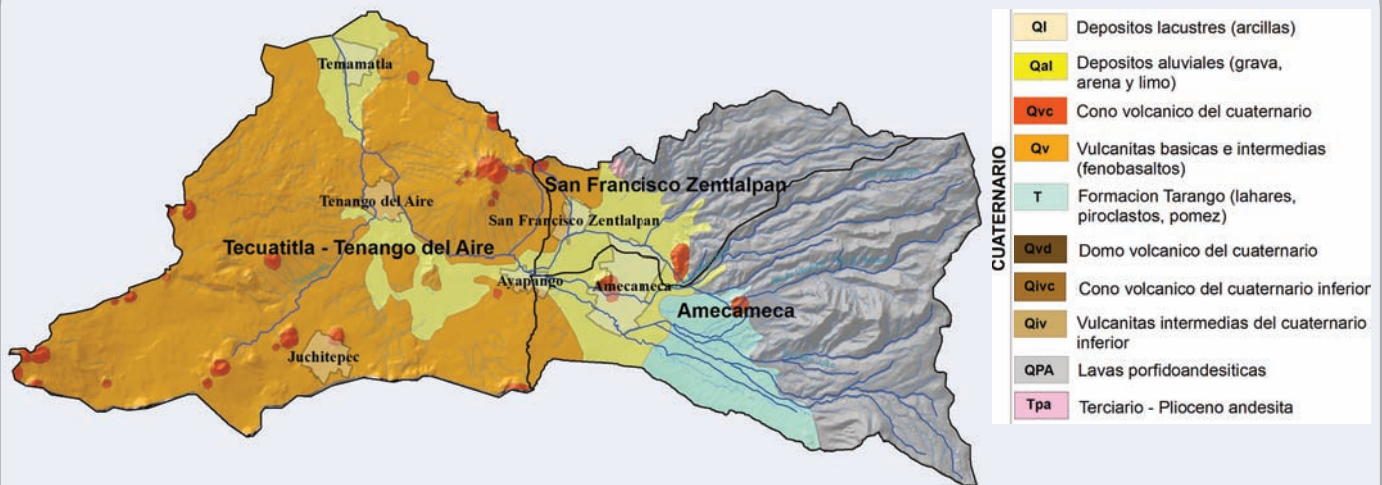 Temamatla
Tenango del Aire
Tecuatitla - Tenango del Aire
San Francisco Zentlalpan
San Francisco Zentlalpan
Ayapango
Amecameca
Amecameca
Juchitepec
CUATERNARIO
Ql Depositos lacustres (arcillas)
Qal Depositos aluviales (grava,
arena y limo)
Qvc Cono volcanico del cuaternario
Qv Vulcanitas basicas e intermedias
(fenobasaltos)
T Formacion Tarango (lahares,
piroclastos, pomez)
Qvd Domo volcanico del cuaternario
Qivc Cono volcanico del cuaternario inferior
Qiv Vulcanitas intermedias del cuaternario
inferior
QPA Lavas porfidoandesiticas
Tpa Terciario - Plioceno andesita